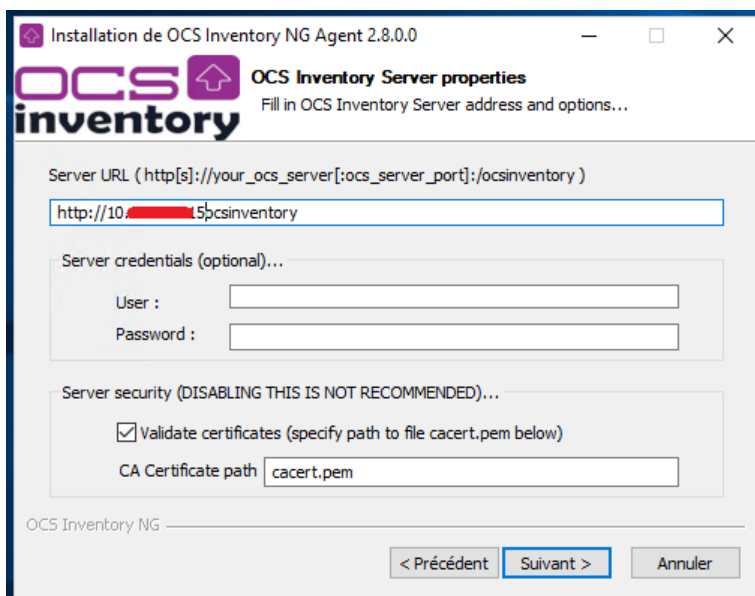 Installation de OCS Inventory NG Agent 2.8.0.0
OCS
inventory
OCS Inventory Server properties
Fill in OCS Inventory Server address and options...
Server URL ( http[s]://your_ocs_server[:ocs_server_port]:/ocsinventory )
http://10. 15ocsinventory
Server credentials (optional)...
User :
Password :
Server security (DISABLING THIS IS NOT RECOMMENDED)...
Validate certificates (specify path to file cacert.pem below)
CA Certificate path cacert.pem
OCS Inventory NG
< Précédent Suivant > Annuler